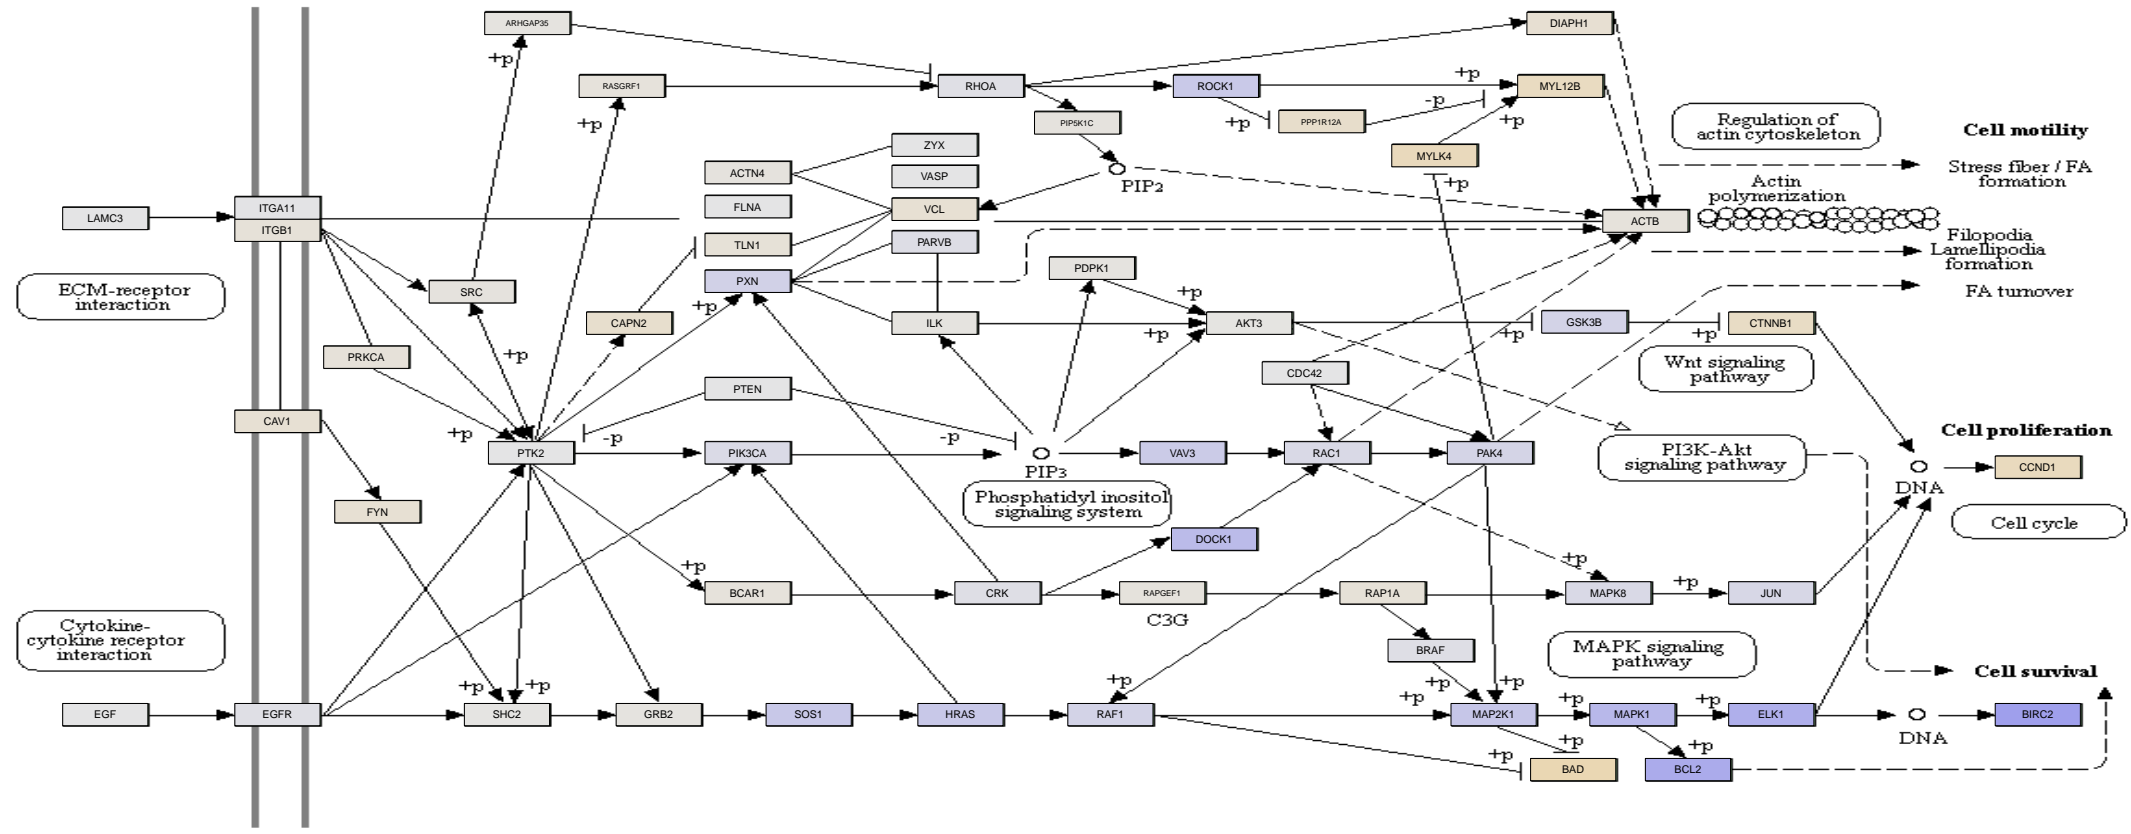 ARHGAP35
DIAPH1
+p
RASGRF1
RHOA
ROCK1
+p
MYL12B
+p
PIP5K1C
+p
PPP1R12A
-p
+p
Regulation of
actin cytoskeleton
Cell motility
ZYX
ACTN4
VASP
MYLK4
+p
PIP2
Stress fiber / FA
formation
Actin
polymerization
LAMC3
ITGA11
ITGB1
FLNA
VCL
ACTB
TLN1
PARVB
Filopodia
Lamellipodia
formation
ECM-receptor
interaction
SRC
PXN
PDPK1
+p
FA turnover
+p
CAPN2
ILK
+p
AKT3
GSK3B
+p
+p
CTNNB1
PRKCA
+p
Wnt signaling
pathway
CDC42
PTEN
CAV1
+p
-p
-p
Cell proliferation
PTK2
PIK3CA
PIP3
VAV3
RAC1
PAK4
PI3K-Akt
signaling pathway
CCND1
DNA
FYN
Phosphatidyl inositol
signaling system
Cell cycle
DOCK1
+p
+p
+p
BCAR1
CRK
RAPGEF1
C3G
RAP1A
MAPK8
JUN
Cytokine-
cytokine receptor
interaction
BRAF
MAPK signaling
pathway
Cell survival
+p
+p
+p
+p
+p
+p
+p
+p
EGF
EGFR
SHC2
GRB2
SOS1
HRAS
RAF1
MAP2K1
MAPK1
ELK1
DNA
BIRC2
+p
+p
+p
BAD
BCL2